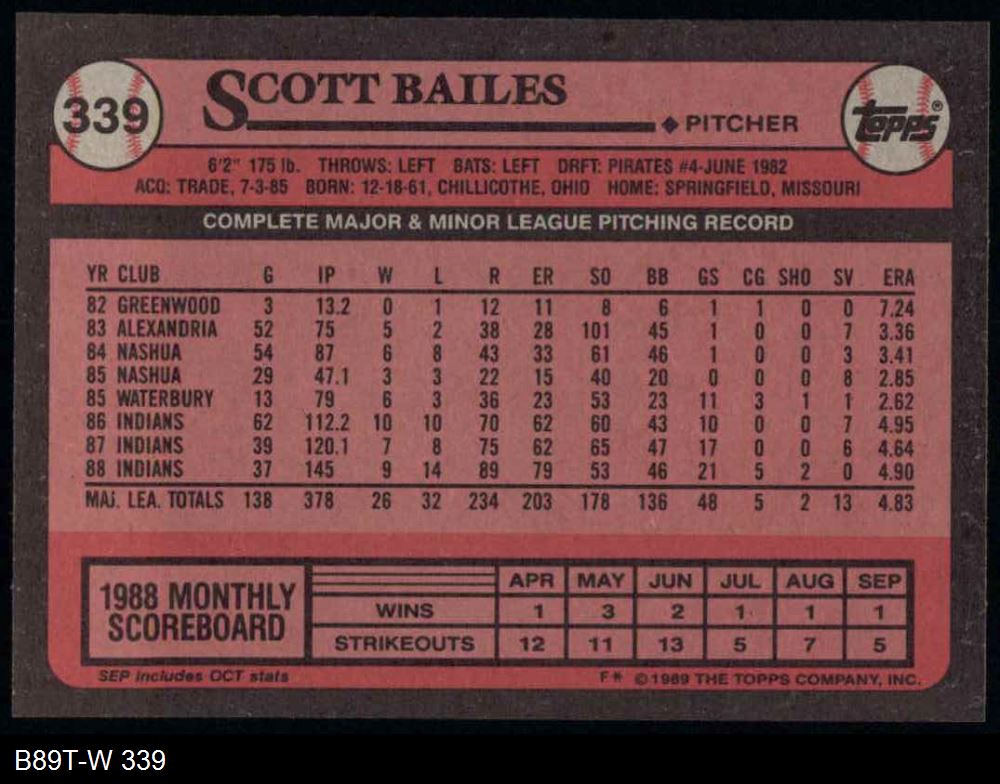 339
SCOTT BAILES
◆ PITCHER
topps®
6'2" 175 lb. THROWS: LEFT BATS: LEFT DRFT: PIRATES #4-JUNE 1982
ACQ: TRADE, 7-3-85 BORN: 12-18-61, CHILLICOTHE, OHIO HOME: SPRINGFIELD, MISSOURI
COMPLETE MAJOR & MINOR LEAGUE PITCHING RECORD
YR CLUB G IP W L R ER SO BB GS CG SHO SV ERA
82 GREENWOOD 3 13.2 0 1 12 11 8 6 1 1 0 0 7.24
83 ALEXANDRIA 52 75 5 2 38 28 101 45 1 0 0 7 3.36
84 NASHUA 54 87 6 8 43 33 61 46 1 0 0 3 3.41
85 NASHUA 29 47.1 3 3 22 15 40 20 0 0 0 8 2.85
85 WATERBURY 13 79 6 3 36 23 53 23 11 3 1 1 2.62
86 INDIANS 62 112.2 10 10 70 62 60 43 10 0 0 7 4.95
87 INDIANS 39 120.1 7 8 75 62 65 47 17 0 0 6 4.64
88 INDIANS 37 145 9 14 89 79 53 46 21 5 2 0 4.90
MAJ. LEA. TOTALS 138 378 26 32 234 203 178 136 48 5 2 13 4.83
1988 MONTHLY
SCOREBOARD
APR MAY JUN JUL AUG SEP
WINS 1 3 2 1 1 1
STRIKEOUTS 12 11 13 5 7 5
SEP includes OCT stats
F* © 1989 THE TOPPS COMPANY, INC.
B89T-W 339